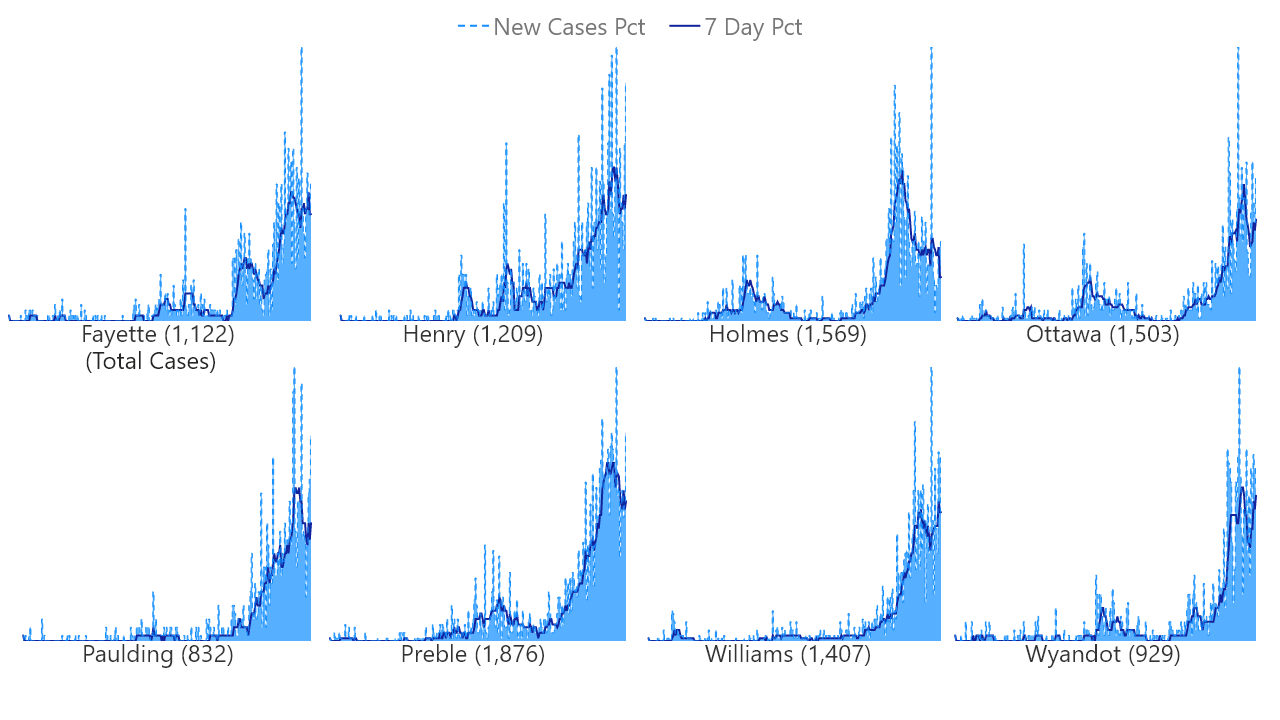 New Cases Pct 7 Day Pct
Fayette (1,122) Henry (1,209) Holmes (1,569) Ottawa (1,503)
(Total Cases)
Paulding (832) Preble (1,876) Williams (1,407) Wyandot (929)